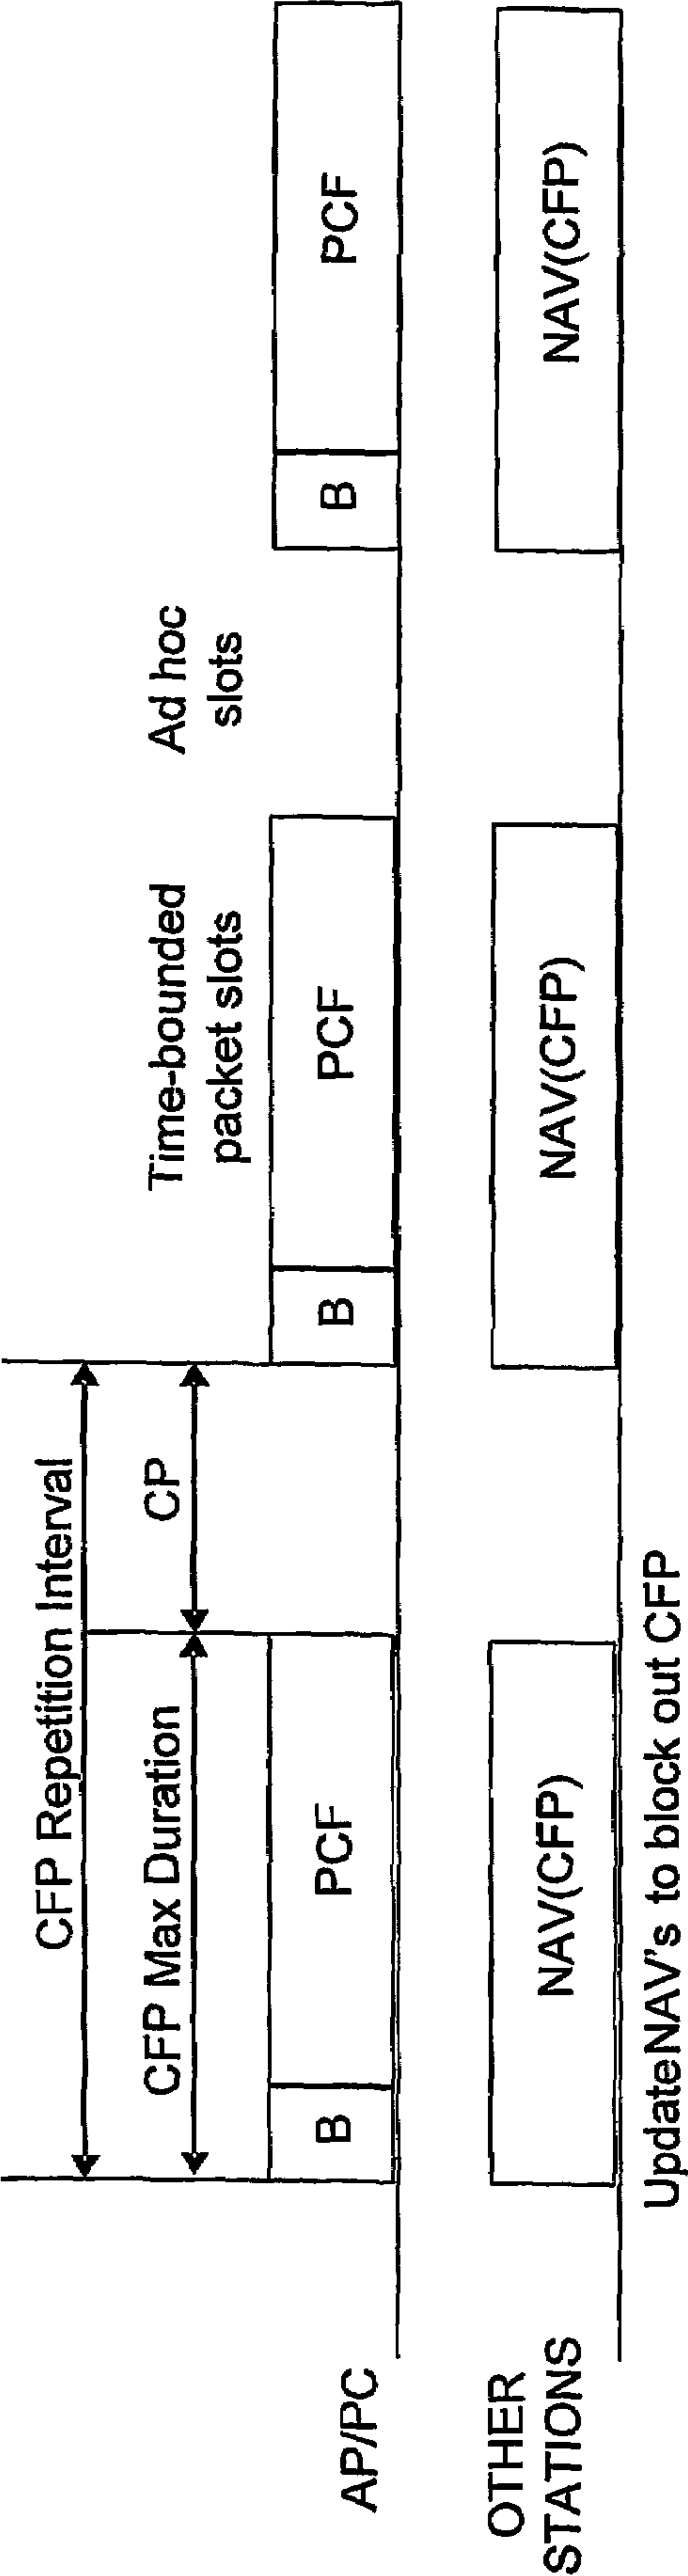 CFP Repetition Interval
CFP Max Duration
CP
Time-bounded
packet slots
Ad hoc
slots
AP/PC
B
PCF
B
PCF
B
PCF
OTHER
STATIONS
NAV(CFP)
NAV(CFP)
NAV(CFP)
UpdateNAV's to block out CFP